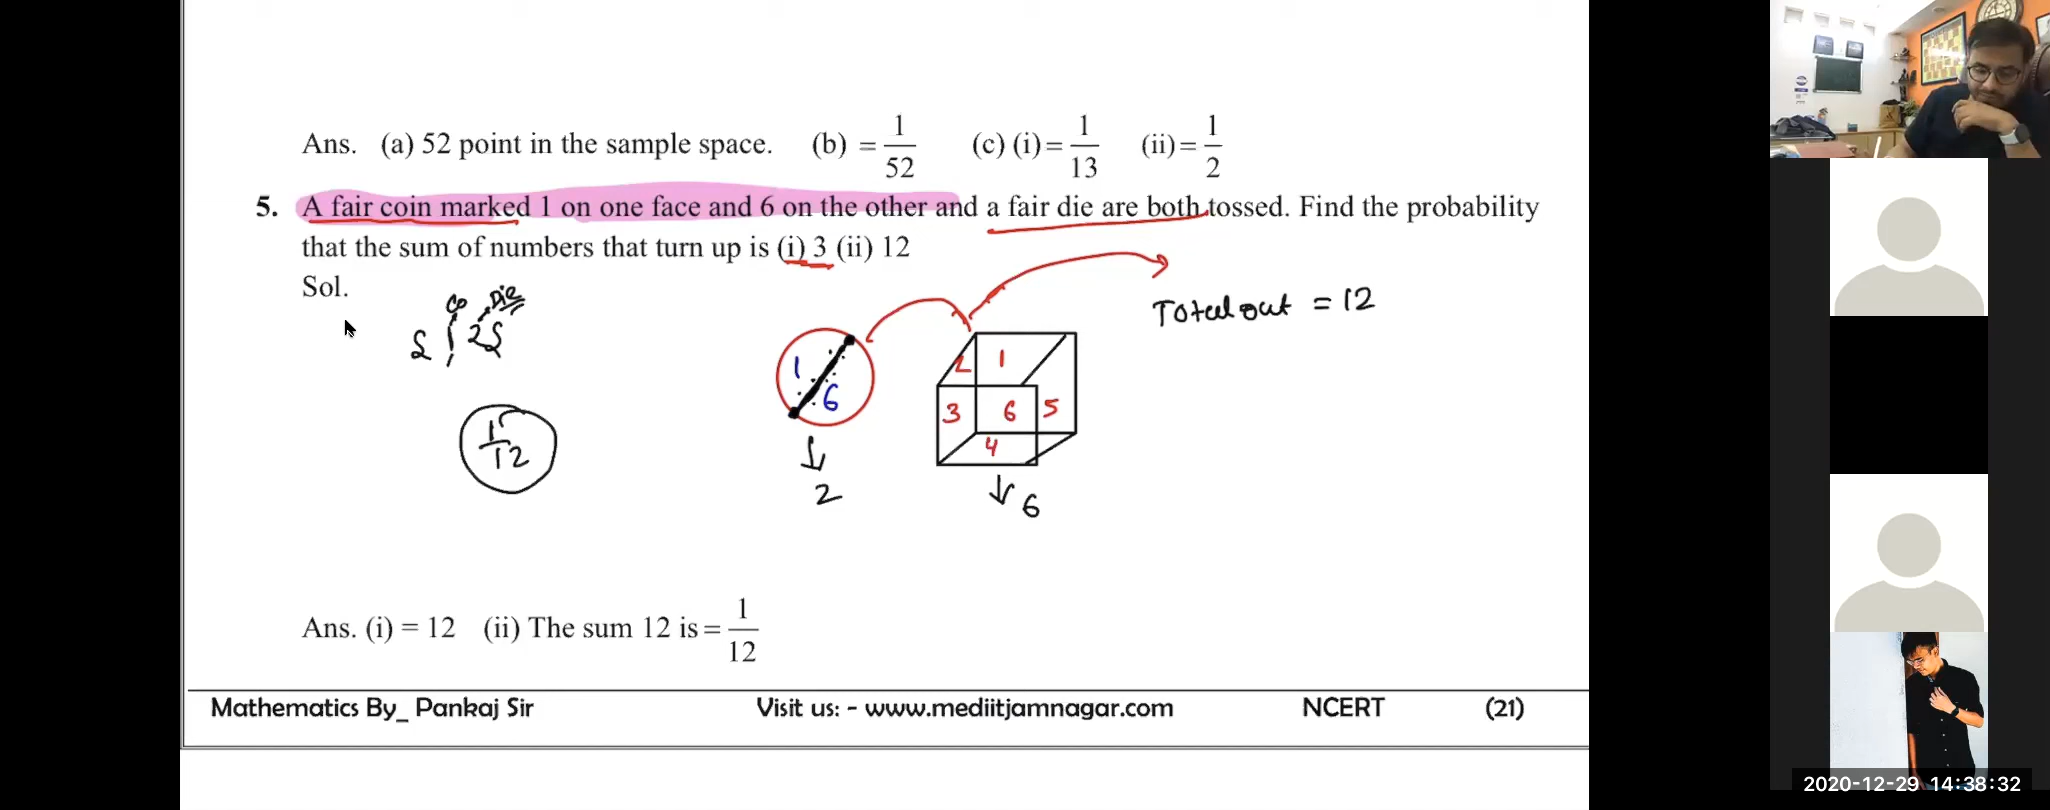 Ans. (a) 52 point in the sample space. (b) = 1/52 (c) (i) = 1/13 (ii) = 1/2
5. A fair coin marked 1 on one face and 6 on the other and a fair die are both tossed. Find the probability
that the sum of numbers that turn up is (i) 3 (ii) 12
Sol.
Co Die
{ 1, 2 }
Total out = 12
1 6
2 1
3 6 5
4
1/12
2
6
Ans. (i) = 12 (ii) The sum 12 is = 1/12
Mathematics By_ Pankaj Sir Visit us: - www.mediitjamnagar.com NCERT (21)
2020-12-29 14:38:32